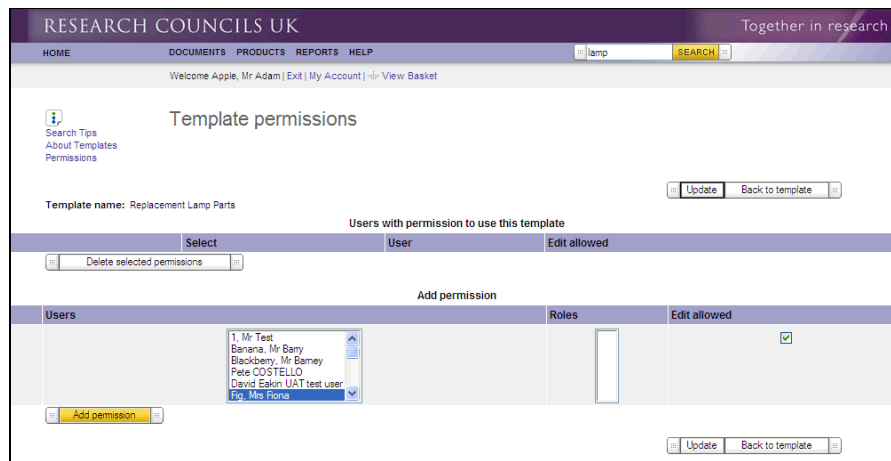 RESEARCH COUNCILS UK
Together in research
HOME DOCUMENTS PRODUCTS REPORTS HELP lamp SEARCH
Welcome Apple, Mr Adam | Exit | My Account | View Basket
Template permissions
Search Tips
About Templates
Permissions
Update Back to template
Template name: Replacement Lamp Parts
Users with permission to use this template
Select User Edit allowed
Delete selected permissions
Add permission
Users Roles Edit allowed
1, Mr Test
Banana, Mr Barry
Blackberry, Mr Barney
Pete COSTELLO
David Eakin UAT test user
Fig, Mrs Fiona
Add permission
Update Back to template